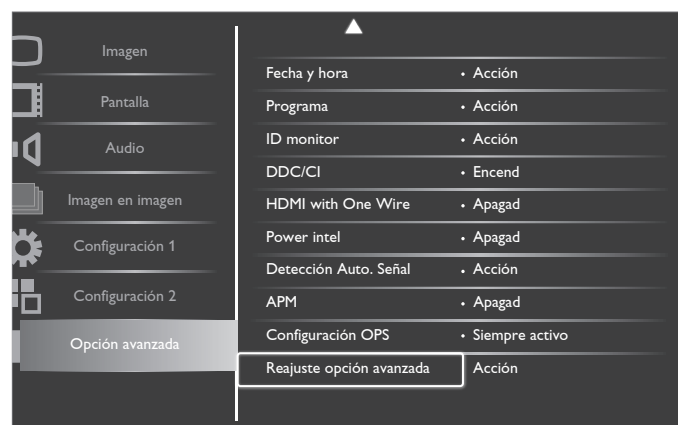 Imagen
Pantalla
Audio
Imagen en imagen
Configuración 1
Configuración 2
Opción avanzada
Fecha y hora • Acción
Programa • Acción
ID monitor • Acción
DDC/CI • Encend
HDMI with One Wire • Apagad
Power intel • Apagad
Detección Auto. Señal • Acción
APM • Apagad
Configuración OPS • Siempre activo
Reajuste opción avanzada Acción